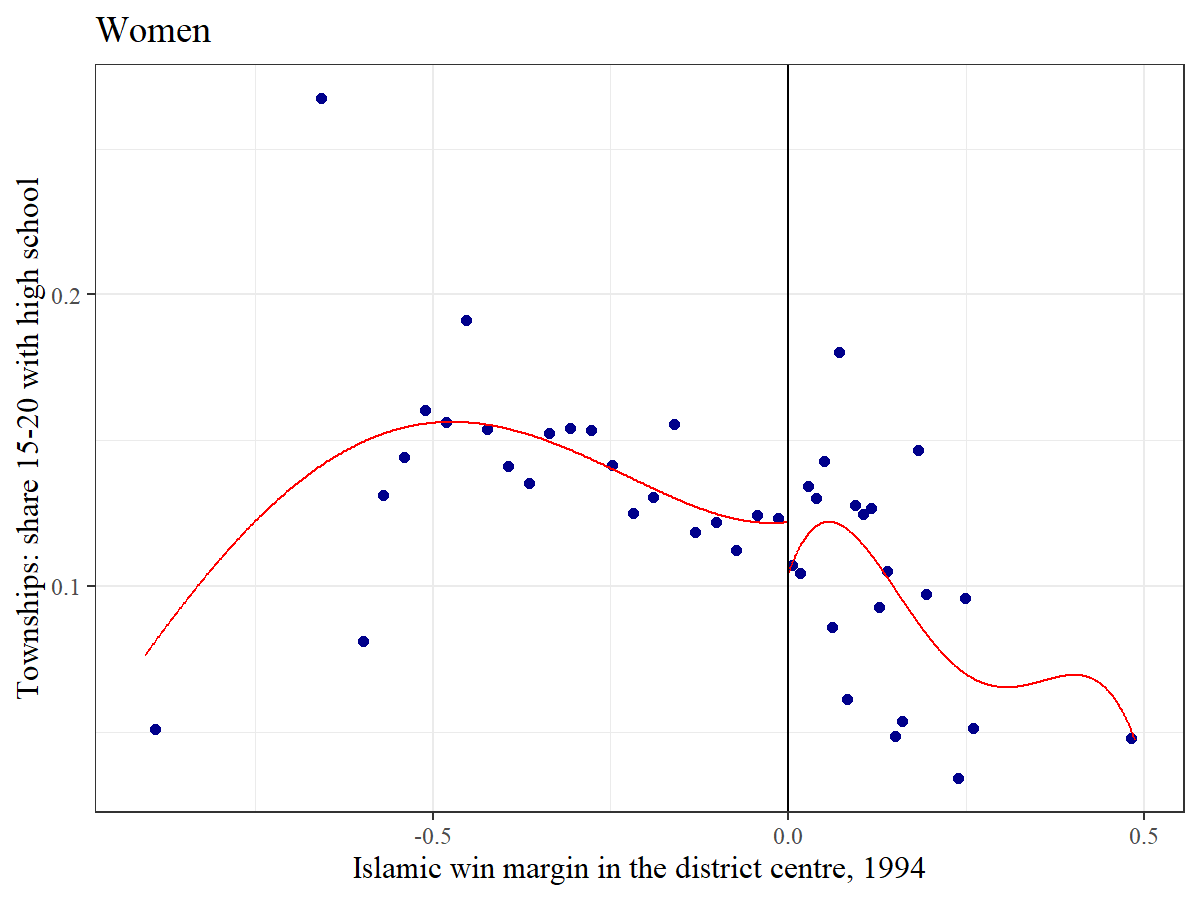 Women
Townships: share 15-20 with high school
0.2
0.1
-0.5
0.0
0.5
Islamic win margin in the district centre, 1994